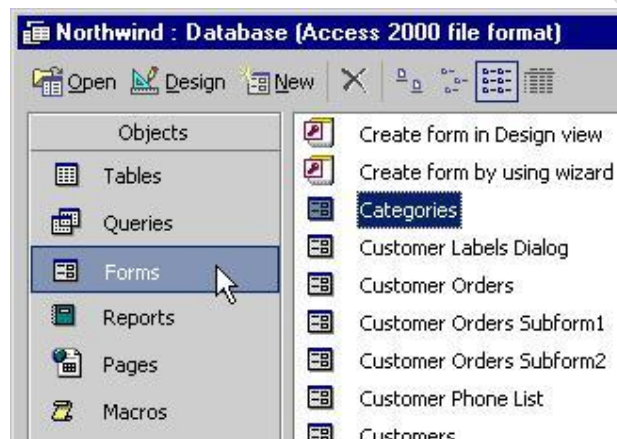 Northwind : Database (Access 2000 file format)
Open Design New
Objects
Tables
Queries
Forms
Reports
Pages
Macros
Create form in Design view
Create form by using wizard
Categories
Customer Labels Dialog
Customer Orders
Customer Orders Subform1
Customer Orders Subform2
Customer Phone List
Customers